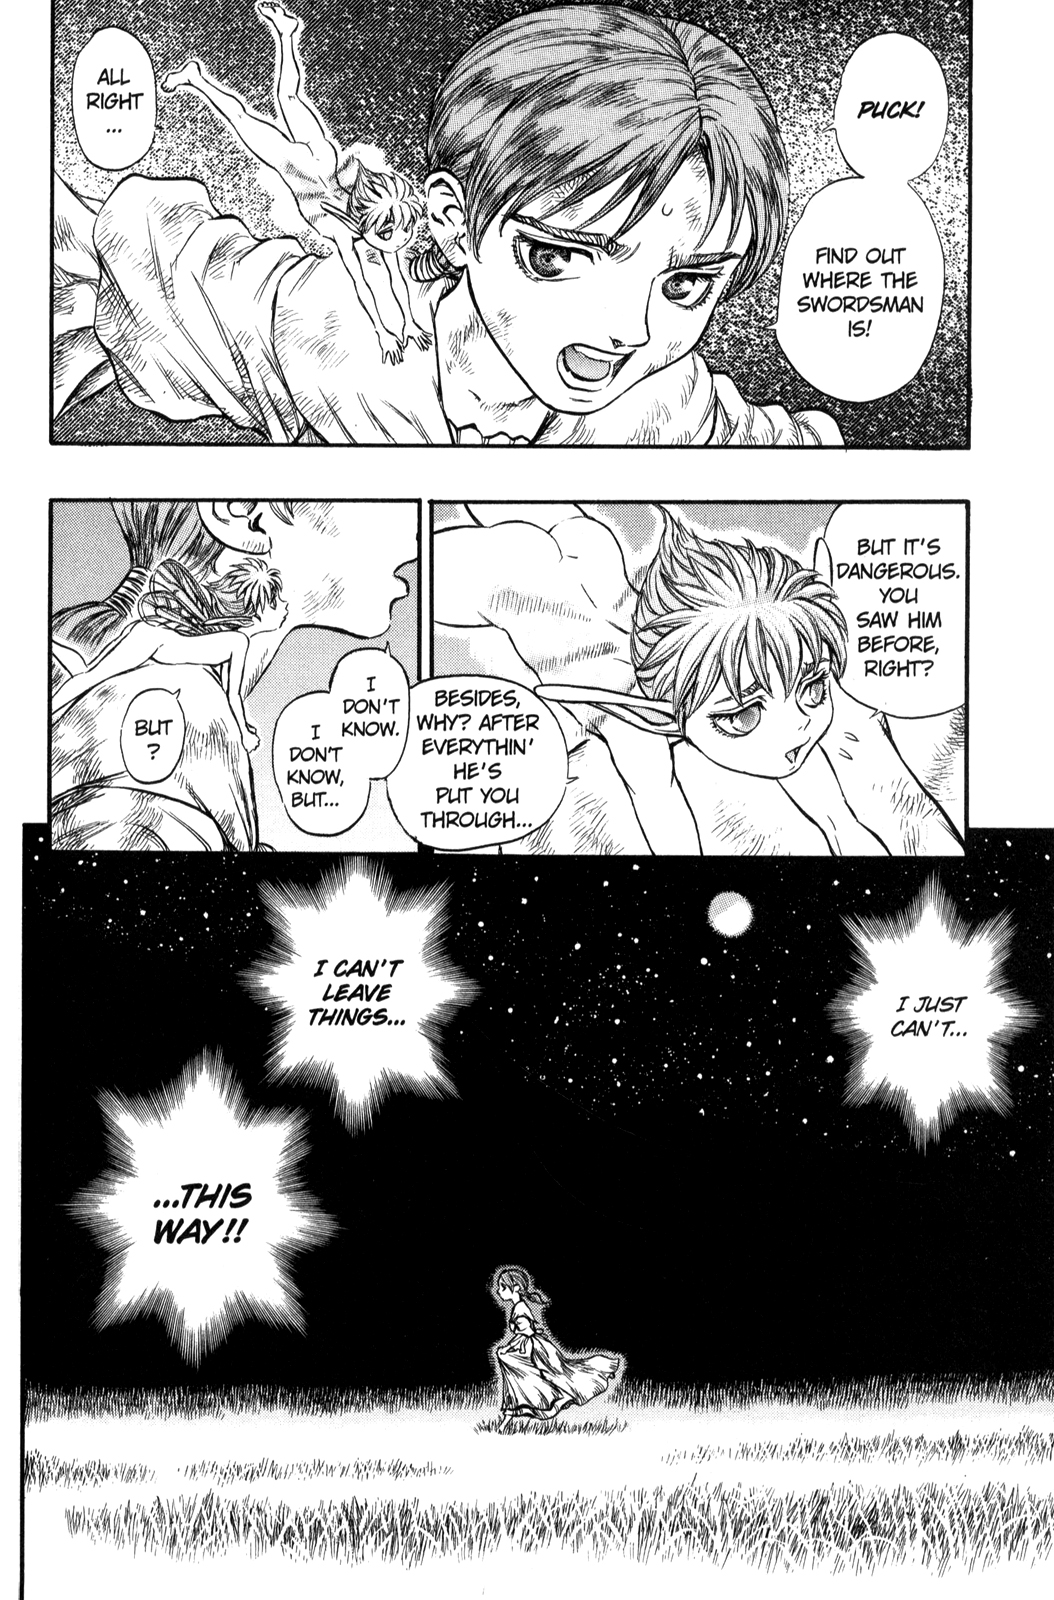 PUCK!
FIND OUT
WHERE THE
SWORDSMAN
IS!
ALL
RIGHT
...
BUT IT'S
DANGEROUS.
YOU
SAW HIM
BEFORE,
RIGHT?
BESIDES,
WHY? AFTER
EVERYTHIN'
HE'S
PUT YOU
THROUGH...
I
DON'T
KNOW.
I
DON'T
KNOW,
BUT...
BUT
?
I JUST
CAN'T...
I CAN'T
LEAVE
THINGS...
...THIS
WAY!!